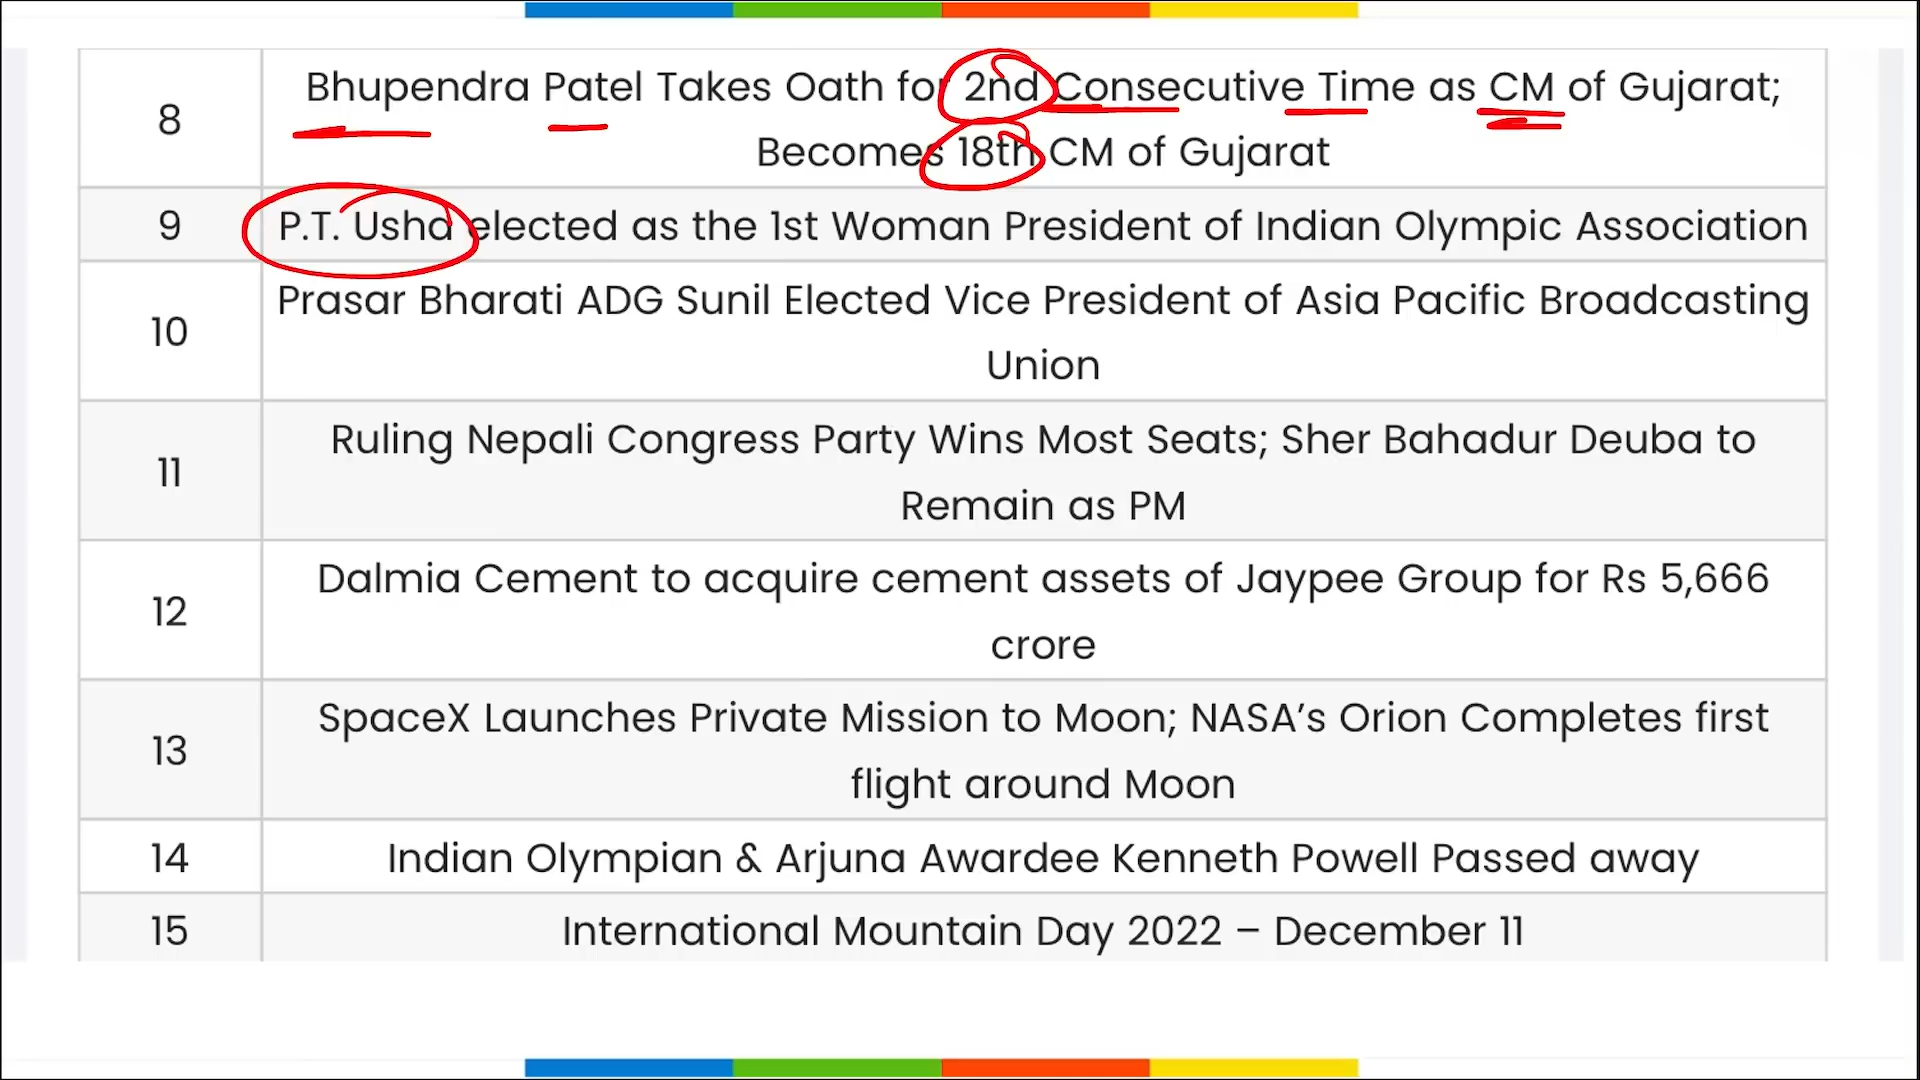 8
Bhupendra Patel Takes Oath for 2nd Consecutive Time as CM of Gujarat;
Becomes 18th CM of Gujarat
9
P.T. Usha elected as the 1st Woman President of Indian Olympic Association
10
Prasar Bharati ADG Sunil Elected Vice President of Asia Pacific Broadcasting
Union
11
Ruling Nepali Congress Party Wins Most Seats; Sher Bahadur Deuba to
Remain as PM
12
Dalmia Cement to acquire cement assets of Jaypee Group for Rs 5,666
crore
13
SpaceX Launches Private Mission to Moon; NASA’s Orion Completes first
flight around Moon
14
Indian Olympian & Arjuna Awardee Kenneth Powell Passed away
15
International Mountain Day 2022 – December 11